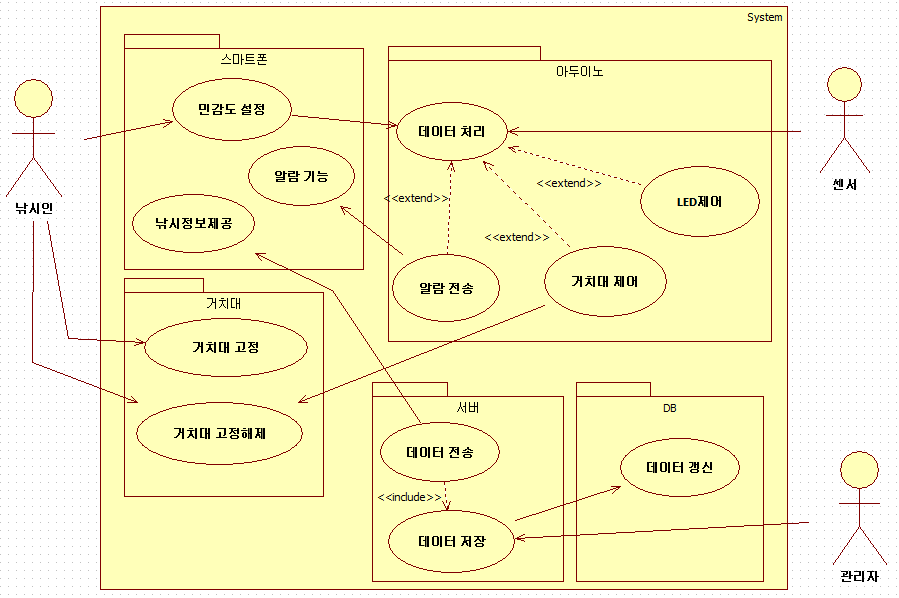 System
스마트폰
민감도 설정
알람 기능
낚시정보제공
아두이노
데이터 처리
<<extend>>
<<extend>>
<<extend>>
LED제어
알람 전송
거치대 제어
낚시인
센서
거치대
거치대 고정
거치대 고정해제
서버
데이터 전송
<<include>>
데이터 저장
DB
데이터 갱신
관리자